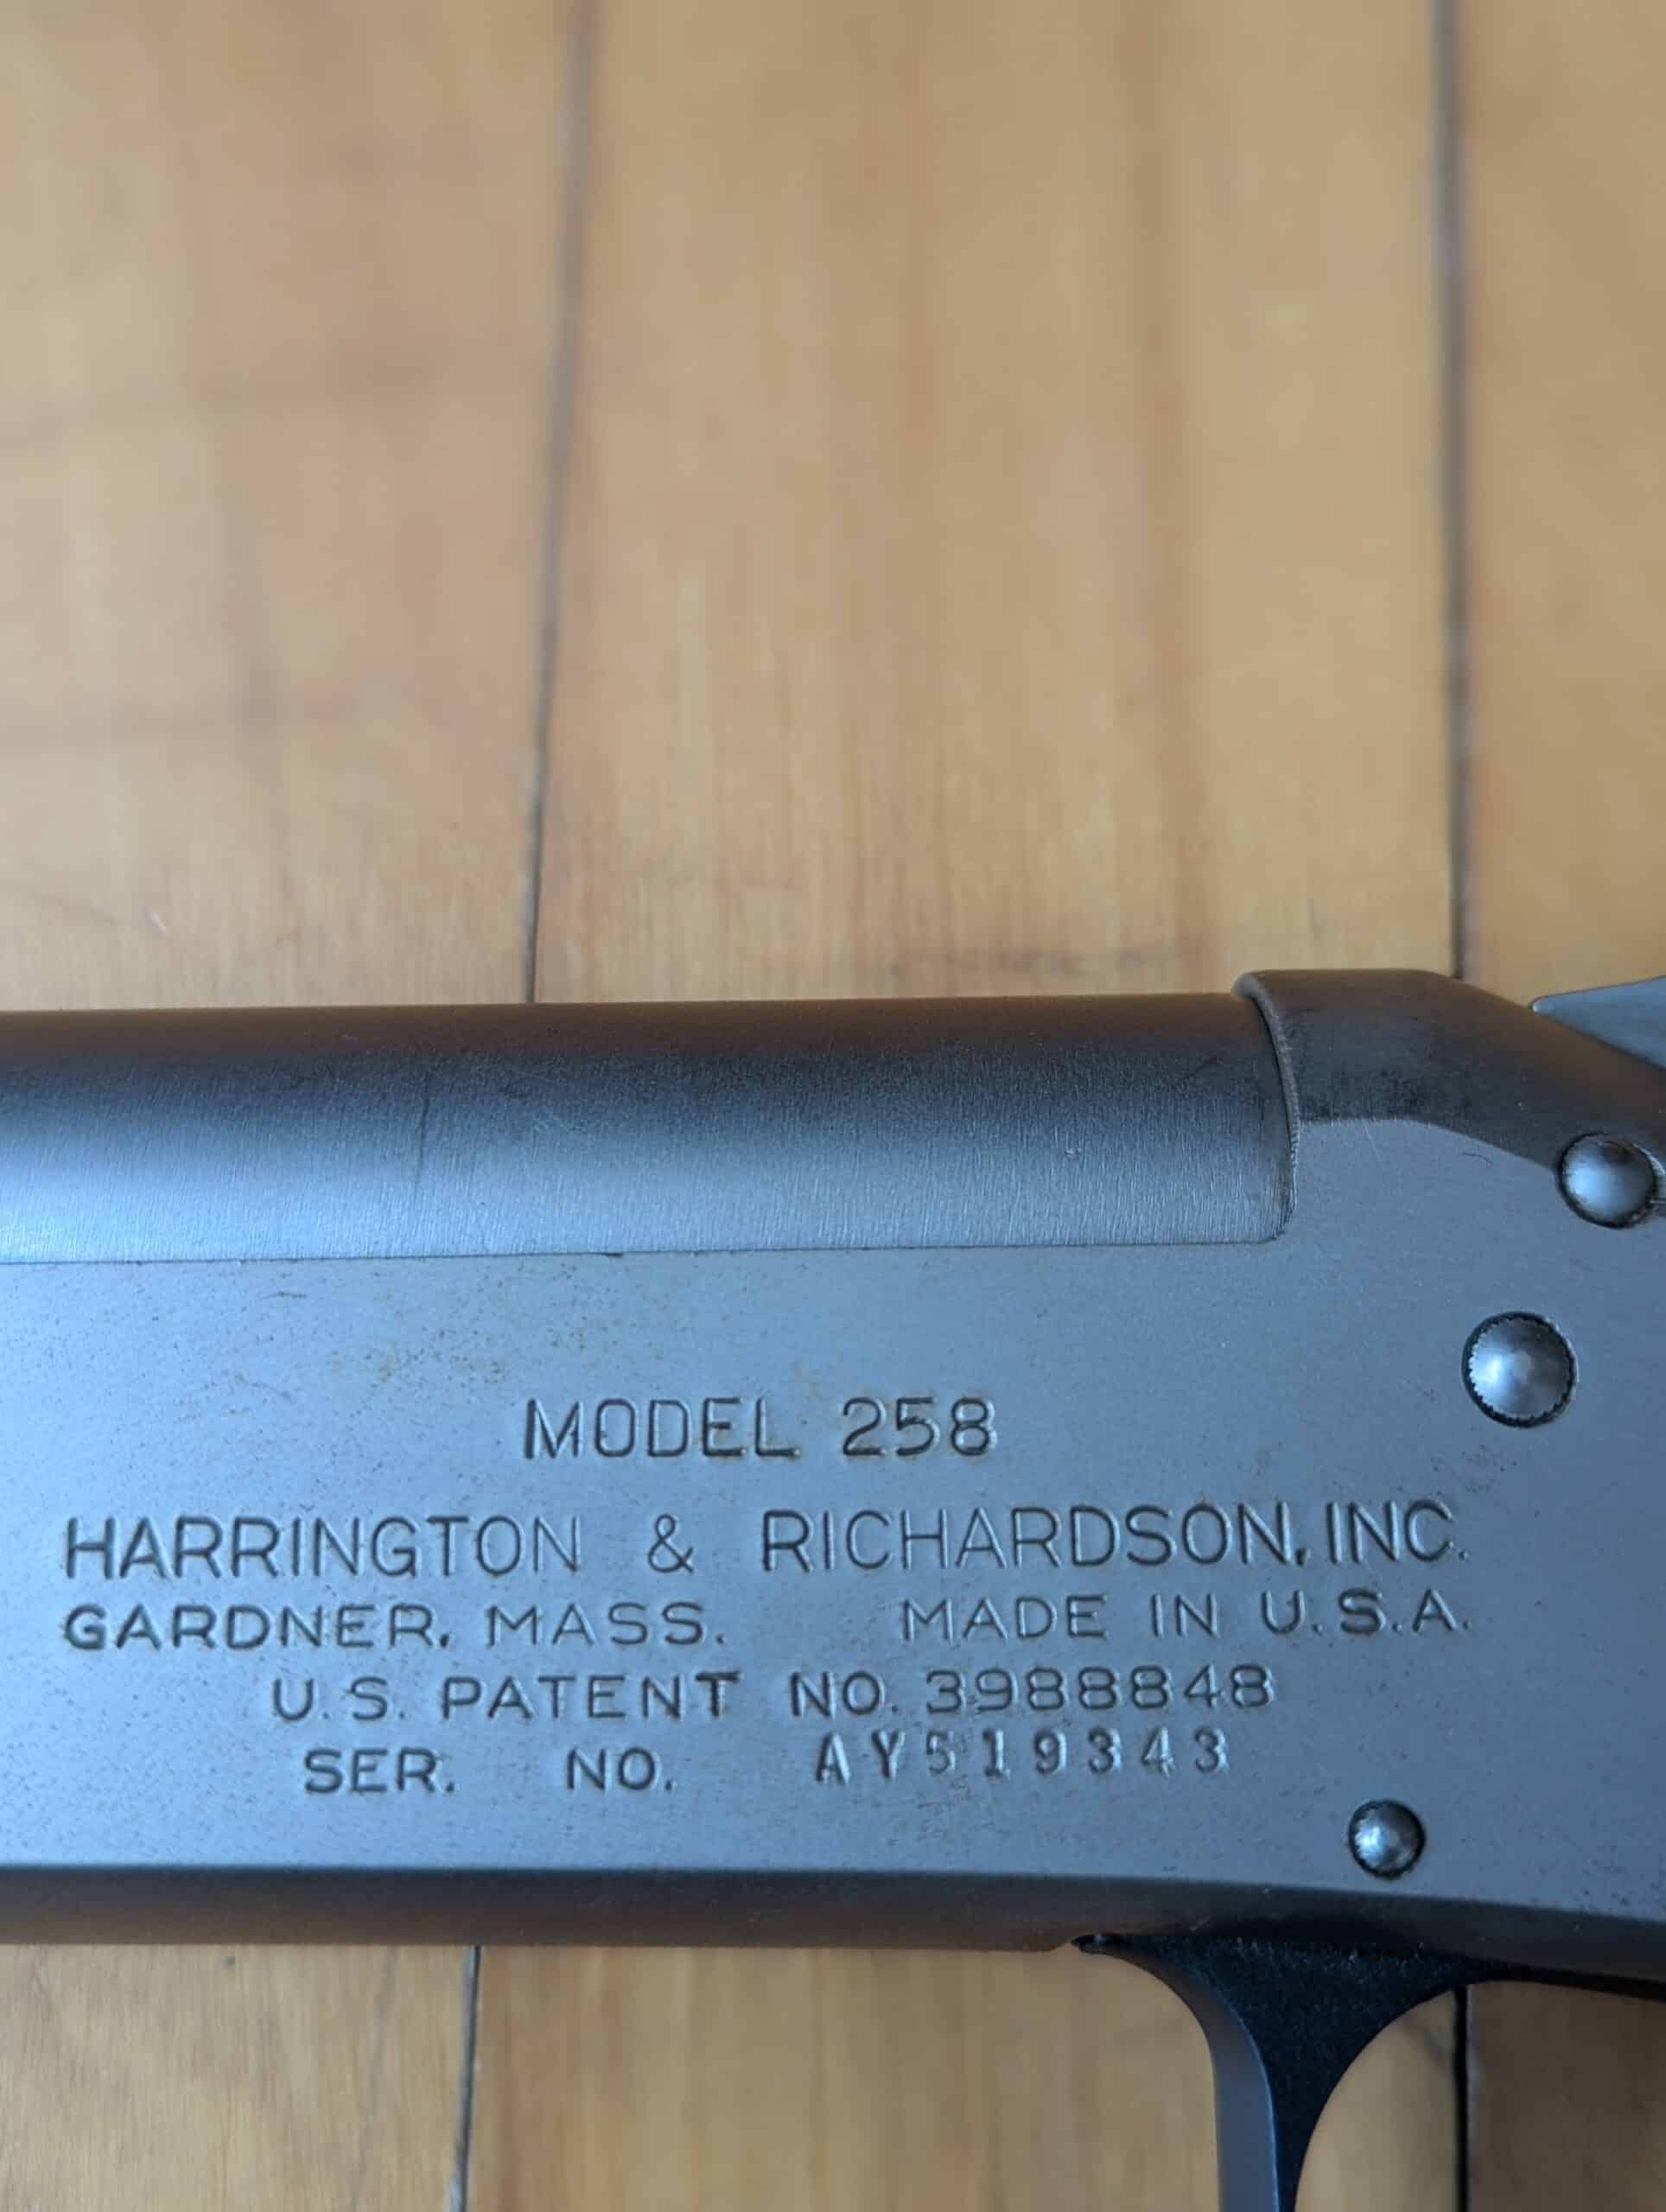 MODEL 258
HARRINGTON & RICHARDSON, INC.
GARDNER, MASS. MADE IN U.S.A.
U.S. PATENT NO. 3988848
SER. NO. AY519343